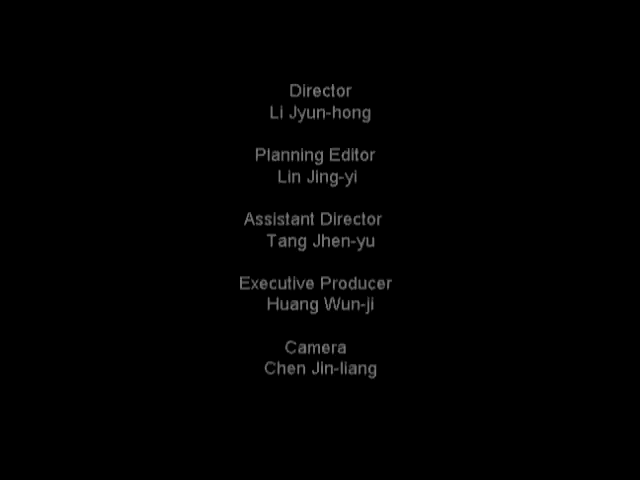 Director
Li Jyun-hong
Planning Editor
Lin Jing-yi
Assistant Director
Tang Jhen-yu
Executive Producer
Huang Wun-ji
Camera
Chen Jin-liang